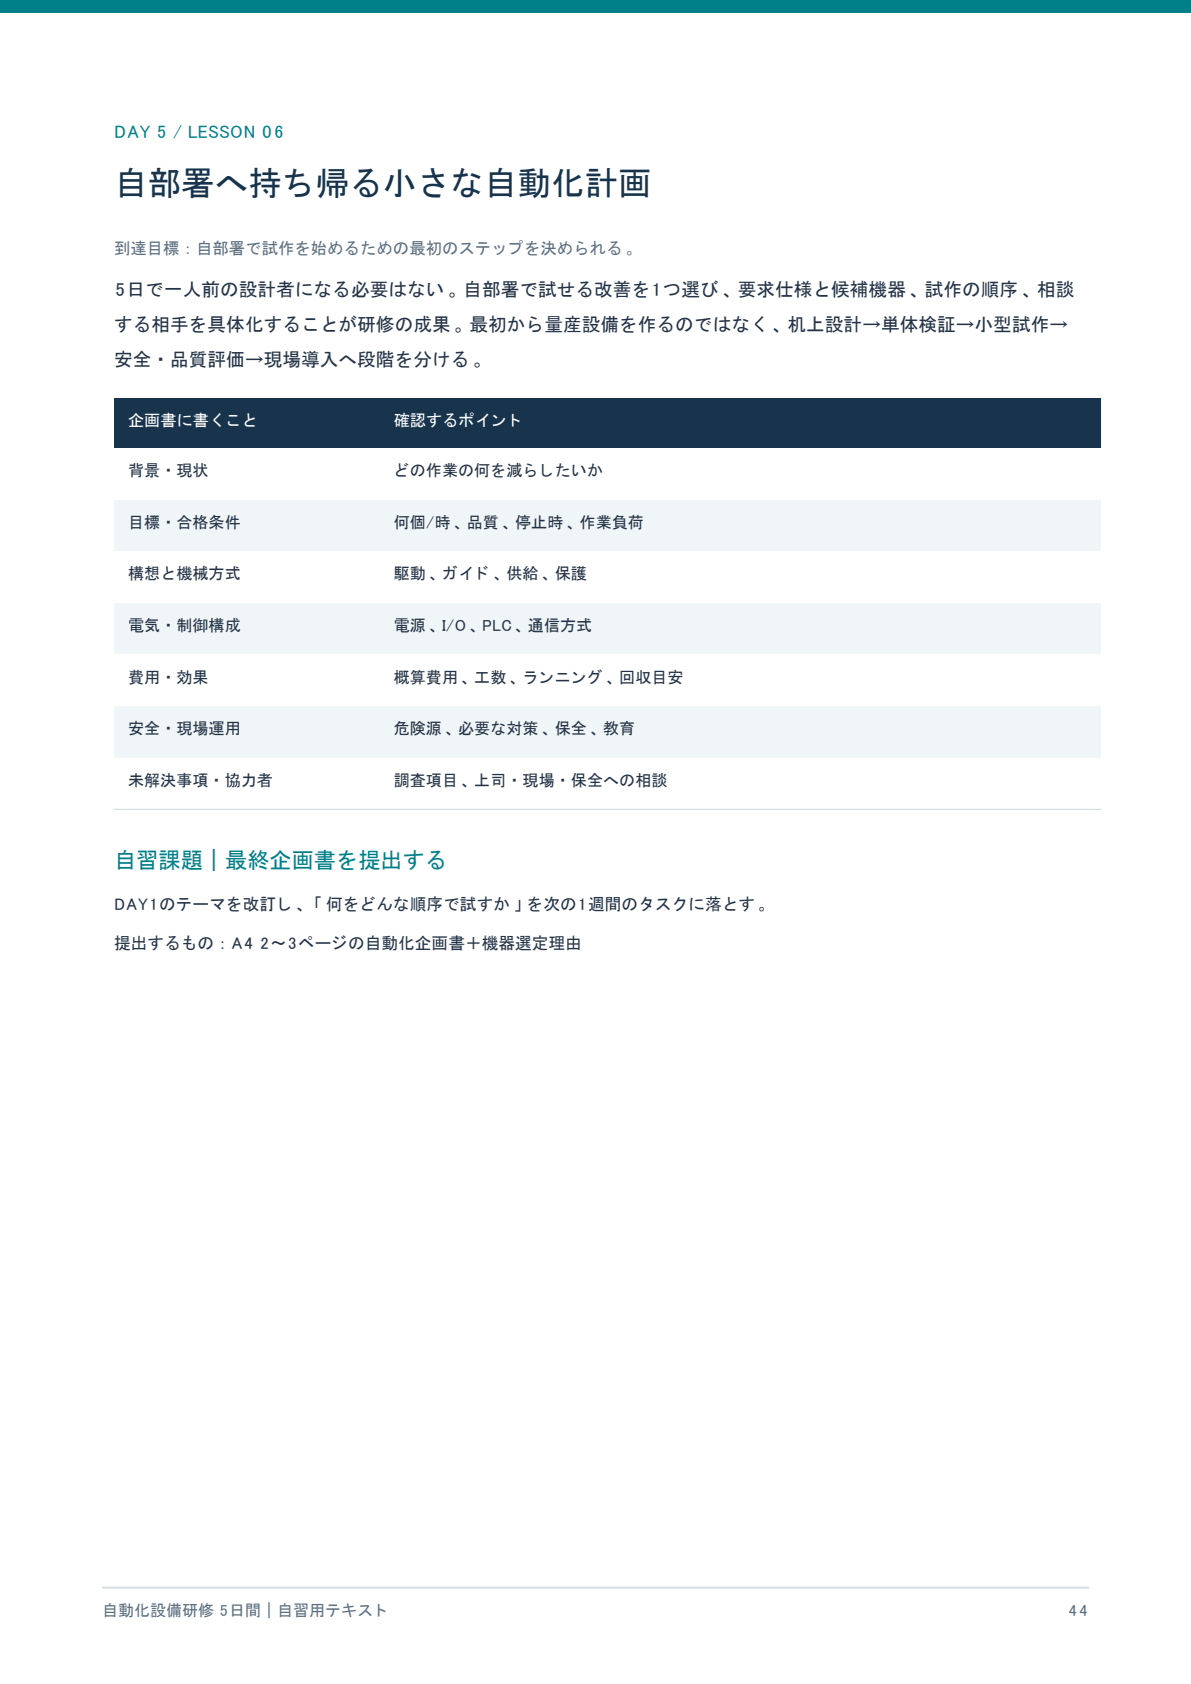 DAY 5 / LESSON 06
自部署へ持ち帰る小さな自動化計画
到達目標：自部署で試作を始めるための最初のステップを決められる。
5日で一人前の設計者になる必要はない。自部署で試せる改善を1つ選び、要求仕様と候補機器、試作の順序、相談
する相手を具体化することが研修の成果。最初から量産設備を作るのではなく、机上設計→単体検証→小型試作→
安全・品質評価→現場導入へ段階を分ける。
企画書に書くこと 確認するポイント
背景・現状 どの作業の何を減らしたいか
目標・合格条件 何個/時、品質、停止時、作業負荷
構想と機械方式 駆動、ガイド、供給、保護
電気・制御構成 電源、I/O、PLC、通信方式
費用・効果 概算費用、工数、ランニング、回収目安
安全・現場運用 危険源、必要な対策、保全、教育
未解決事項・協力者 調査項目、上司・現場・保全への相談
自習課題｜最終企画書を提出する
DAY1のテーマを改訂し、「何をどんな順序で試すか」を次の1週間のタスクに落とす。
提出するもの：A4 2〜3ページの自動化企画書＋機器選定理由
自動化設備研修 5日間｜自習用テキスト 44